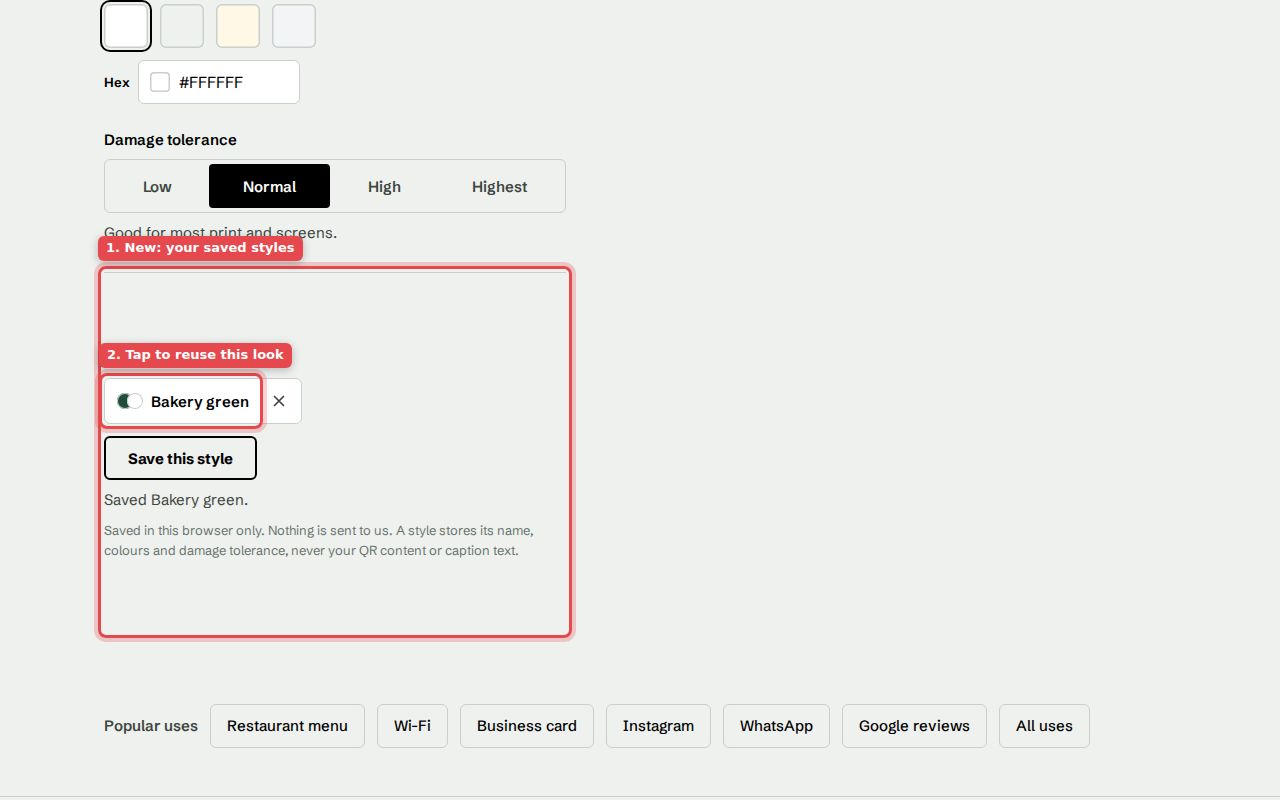 Hex #FFFFFF
Damage tolerance
Low Normal High Highest
Good for most print and screens.
1. New: your saved styles
2. Tap to reuse this look
Bakery green
Save this style
Saved Bakery green.
Saved in this browser only. Nothing is sent to us. A style stores its name,
colours and damage tolerance, never your QR content or caption text.
Popular uses Restaurant menu Wi-Fi Business card Instagram WhatsApp Google reviews All uses